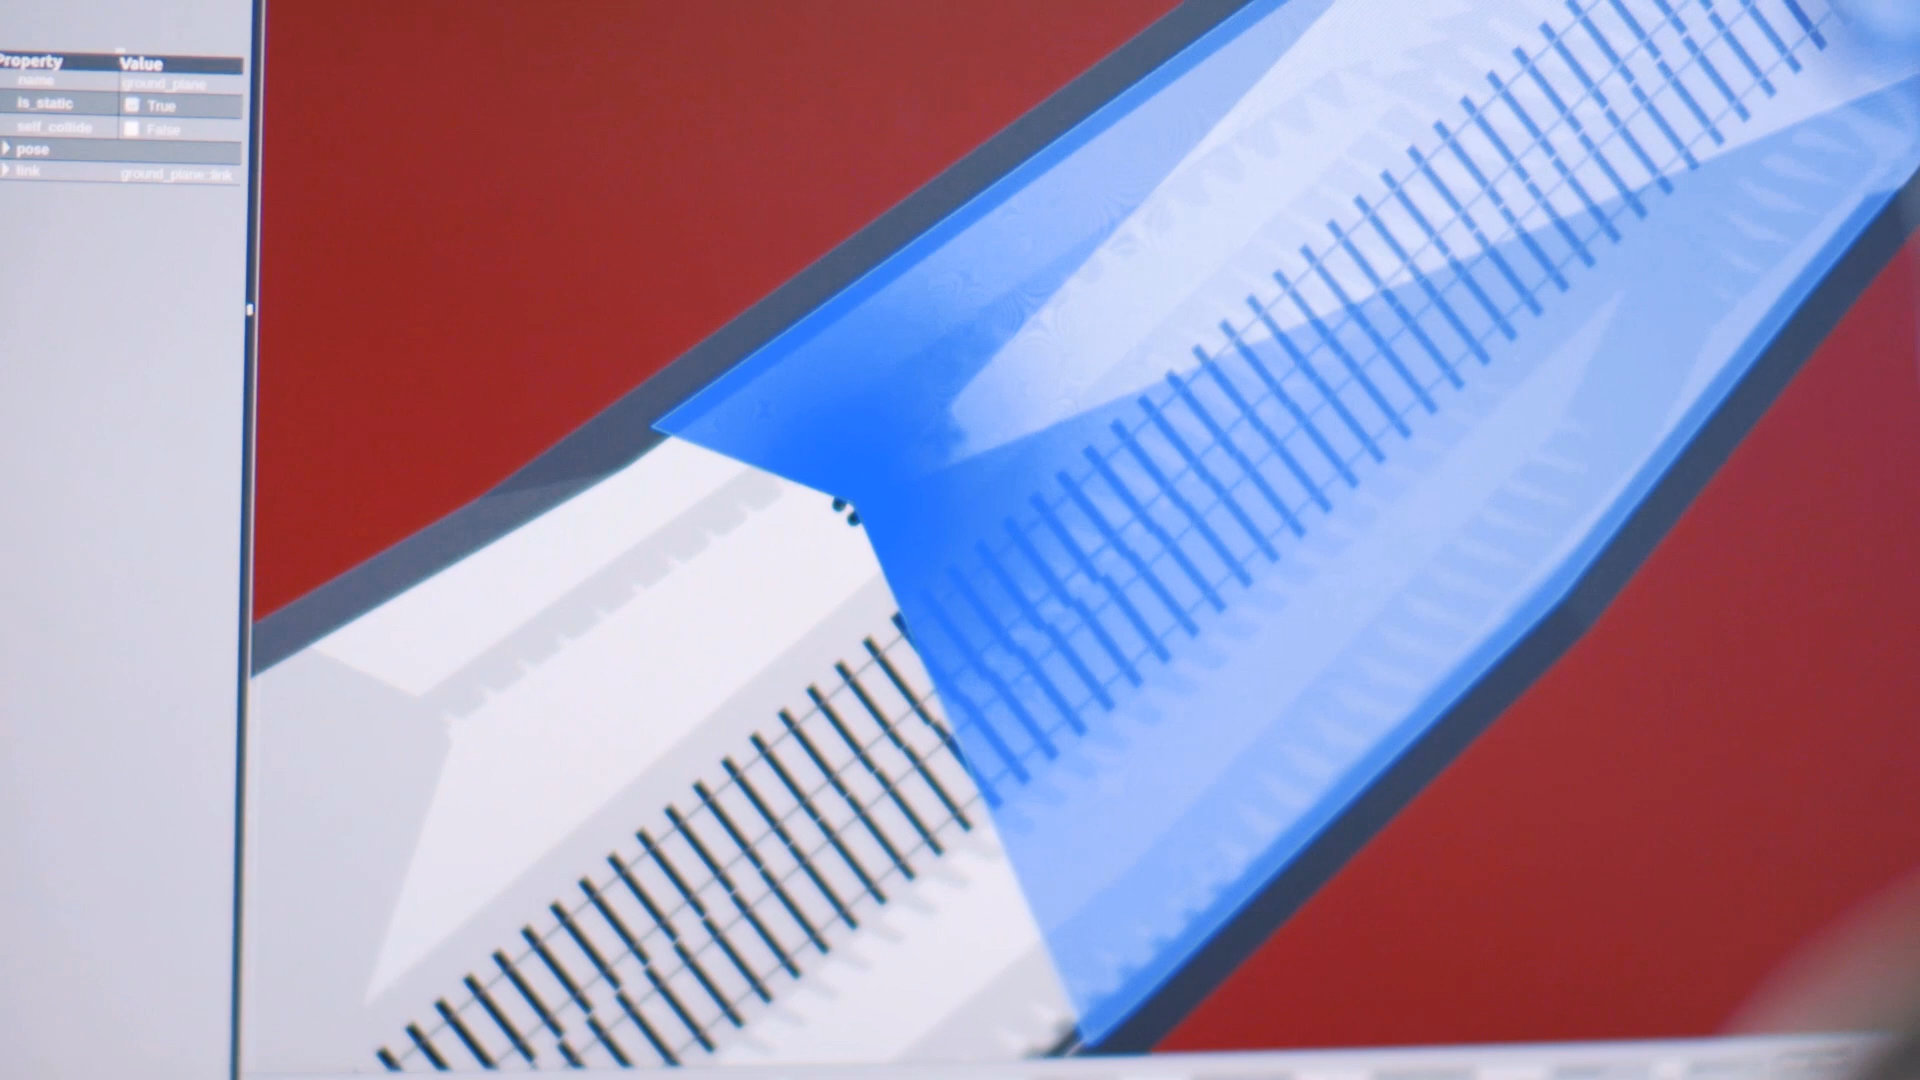 Property Value
name ground_plane
is_static True
self_collide False
pose
link ground_plane::link